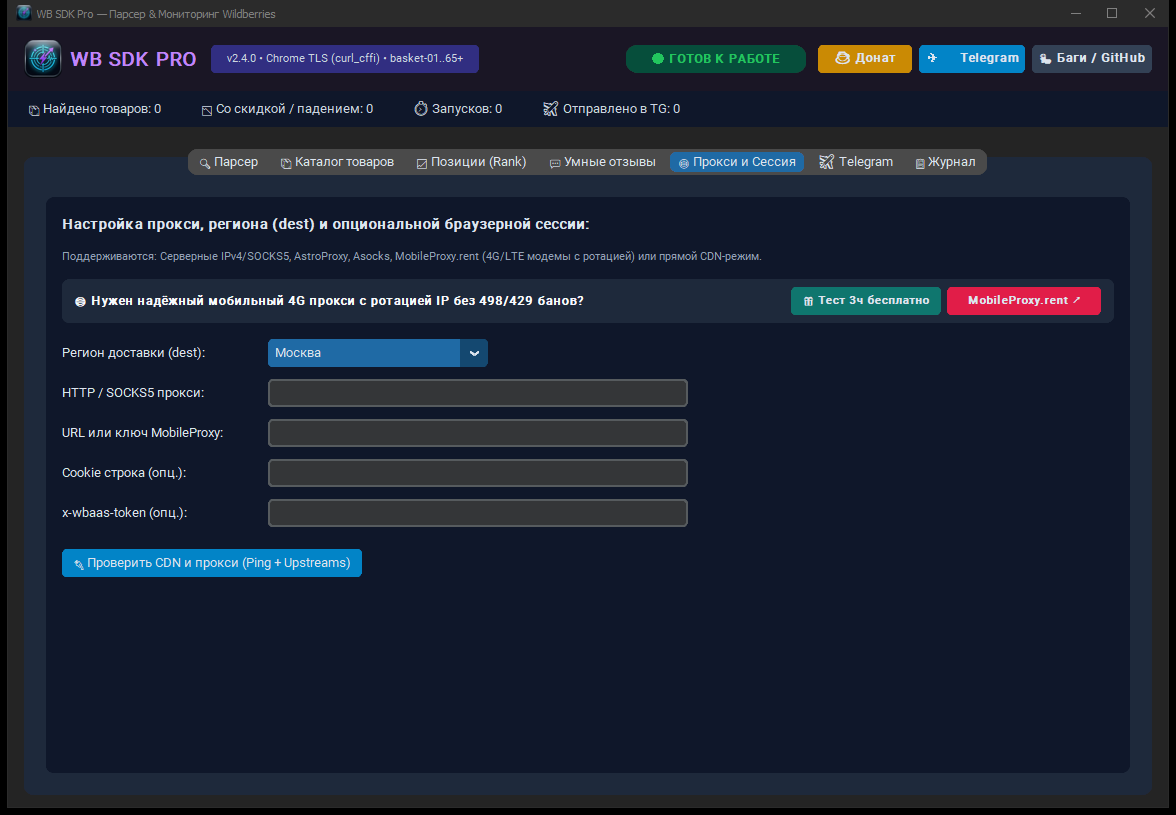 WB SDK Pro — Парсер & Мониторинг Wildberries
WB SDK PRO
v2.4.0 • Chrome TLS (curl_cffi) • basket-01..65+
ГОТОВ К РАБОТЕ
Донат
Telegram
Баги / GitHub
Найдено товаров: 0
Со скидкой / падением: 0
Запусков: 0
Отправлено в TG: 0
Парсер
Каталог товаров
Позиции (Rank)
Умные отзывы
Прокси и Сессия
Telegram
Журнал
Настройка прокси, региона (dest) и опциональной браузерной сессии:
Поддерживаются: Серверные IPv4/SOCKS5, AstroProxy, Asocks, MobileProxy.rent (4G/LTE модемы с ротацией) или прямой CDN-режим.
Нужен надёжный мобильный 4G прокси с ротацией IP без 498/429 банов?
Тест 3ч бесплатно
MobileProxy.rent ↗
Регион доставки (dest):
Москва
HTTP / SOCKS5 прокси:
URL или ключ MobileProxy:
Cookie строка (опц.):
x-wbaas-token (опц.):
Проверить CDN и прокси (Ping + Upstreams)